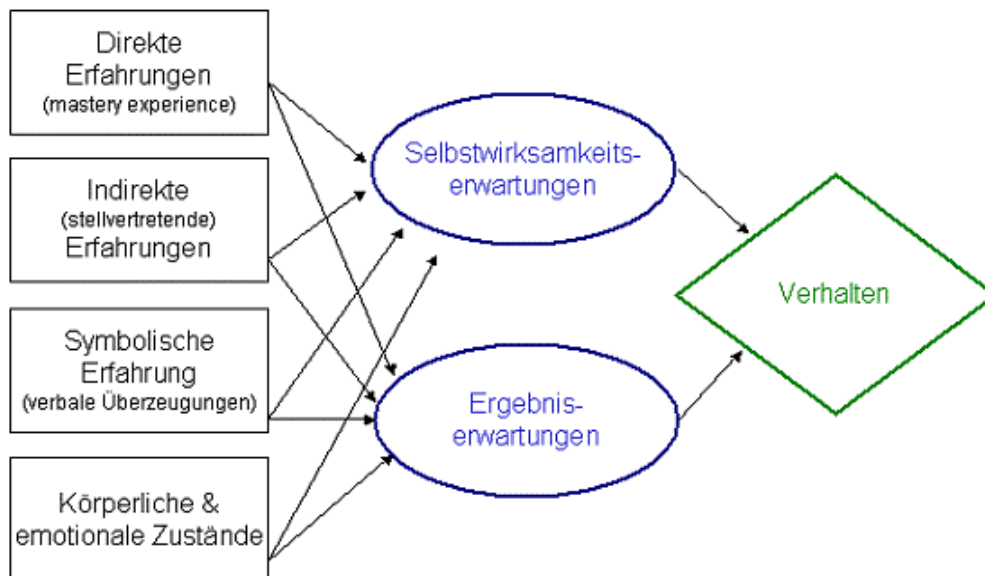 Direkte
Erfahrungen
(mastery experience)
Indirekte
(stellvertretende)
Erfahrungen
Symbolische
Erfahrung
(verbale Überzeugungen)
Körperliche &
emotionale Zustände
Selbstwirksamkeits-
erwartungen
Ergebnis-
erwartungen
Verhalten